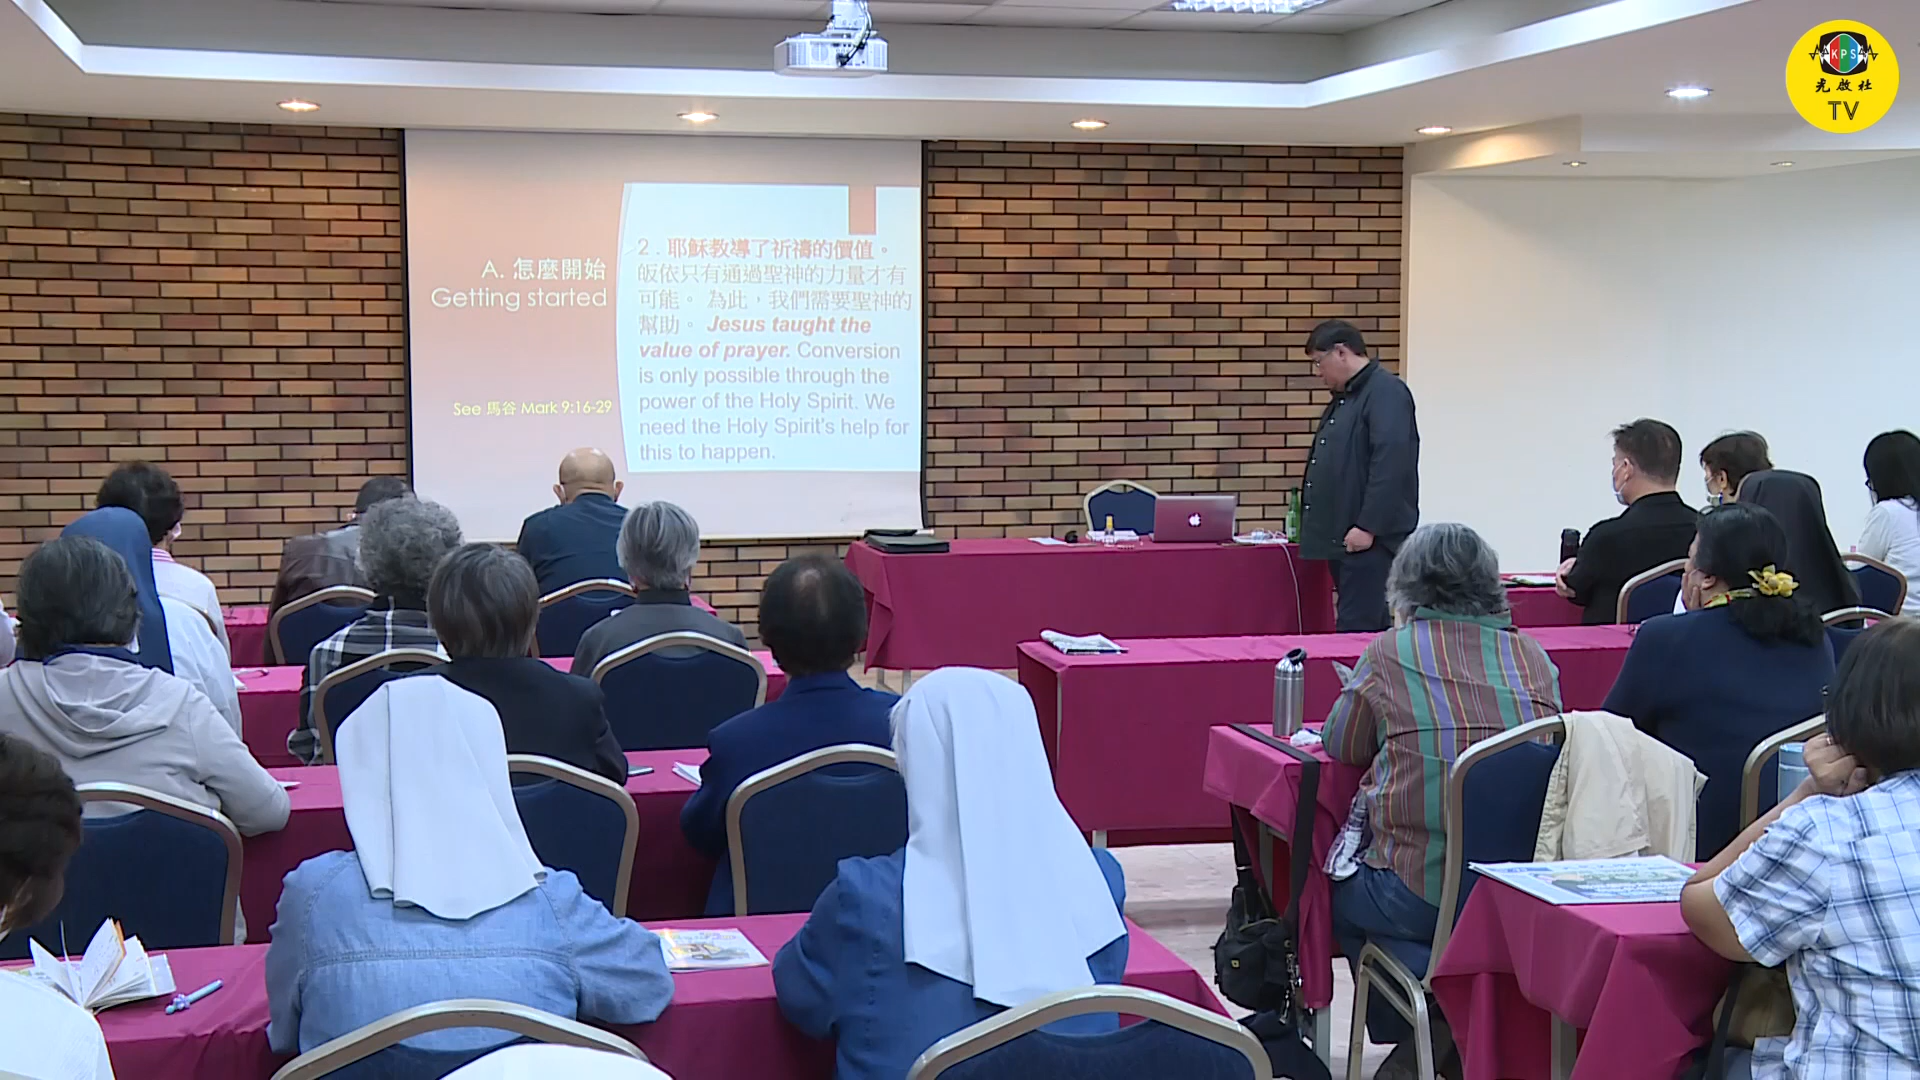 A. 怎麼開始
Getting started
See 馬谷 Mark 9:16-29
2 . 耶穌教導了祈禱的價值。
皈依只有通過聖神的力量才有
可能。 為此，我們需要聖神的
幫助。 Jesus taught the
value of prayer. Conversion
is only possible through the
power of the Holy Spirit. We
need the Holy Spirit's help for
this to happen.
KPS
光啟社
TV